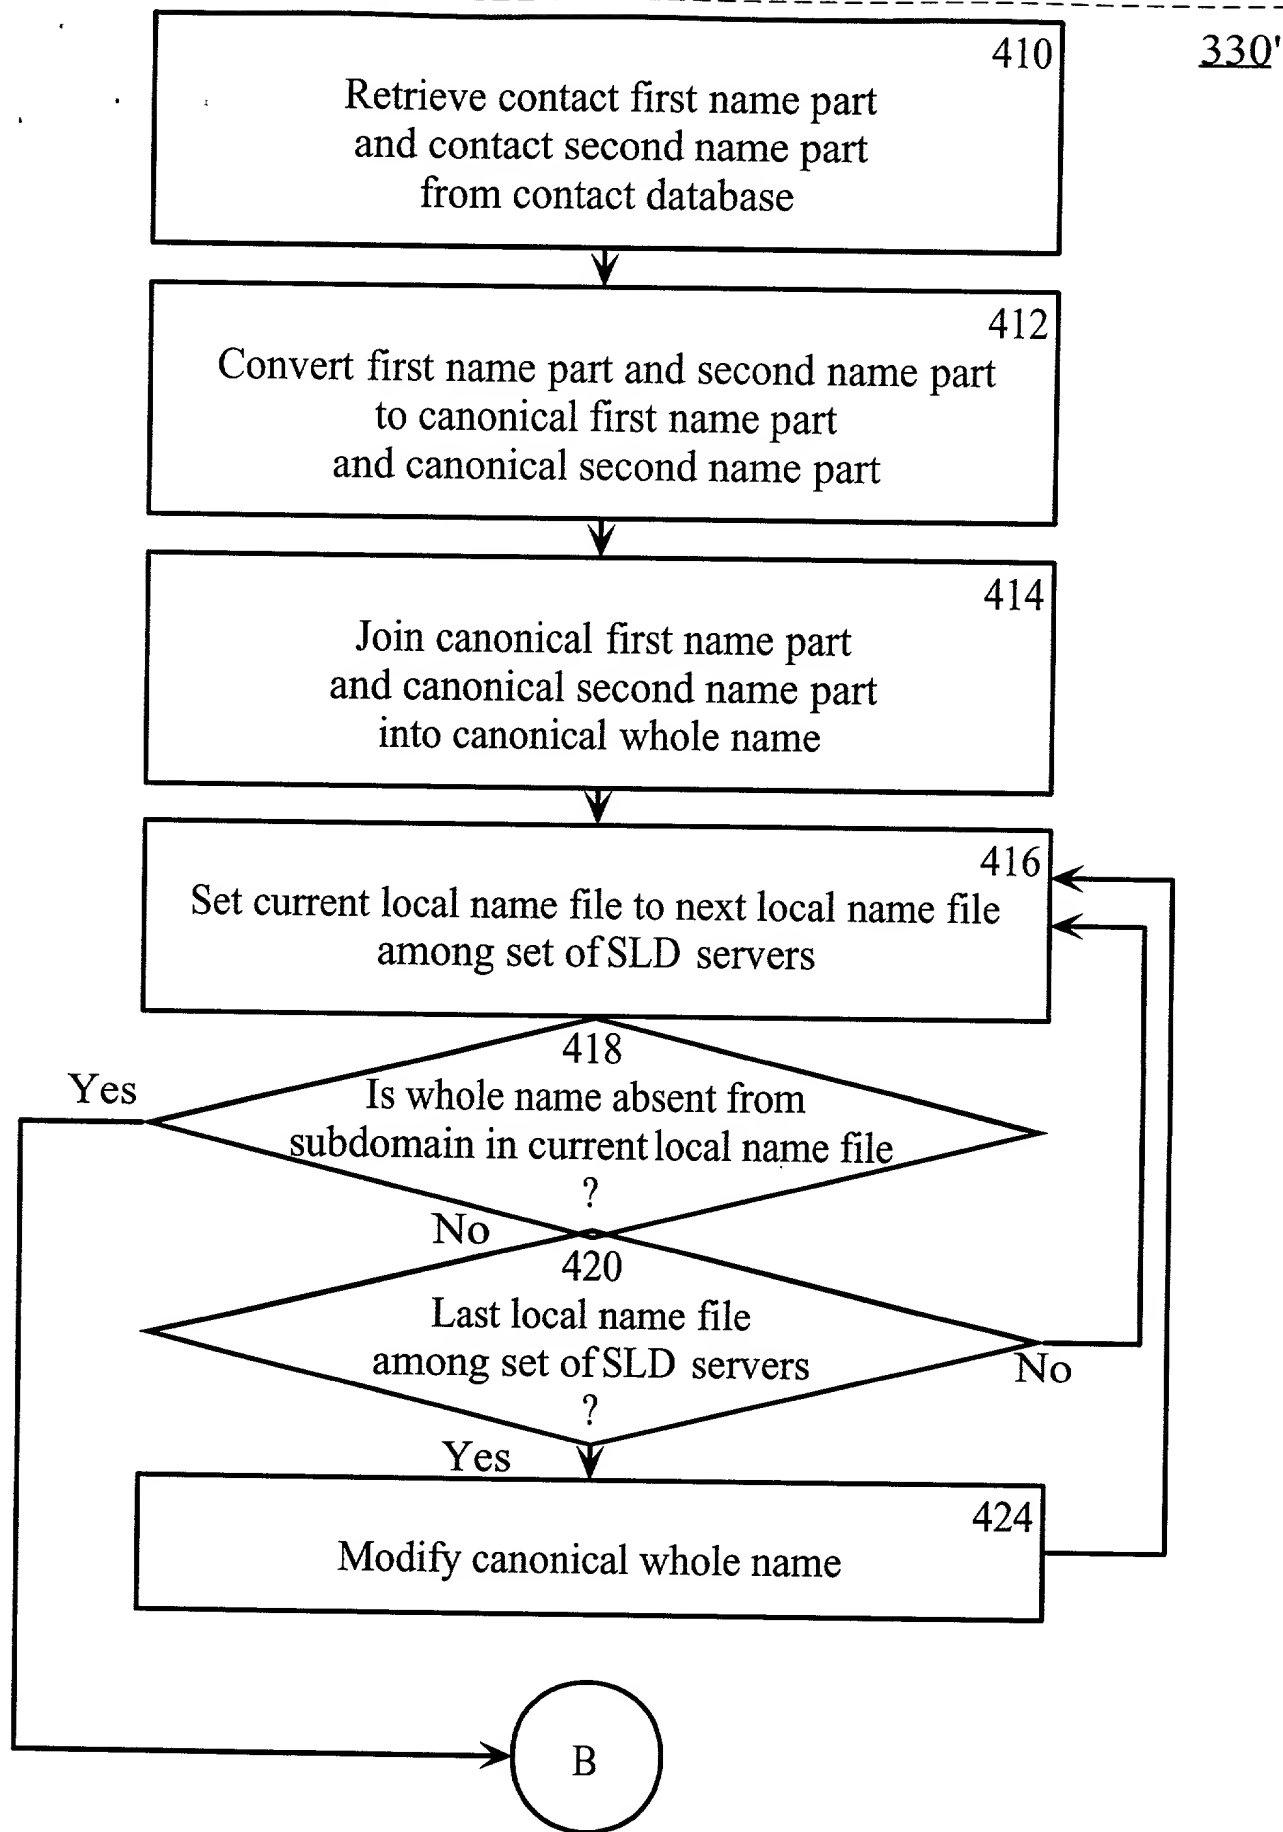 330'
410
Retrieve contact first name part
and contact second name part
from contact database
412
Convert first name part and second name part
to canonical first name part
and canonical second name part
414
Join canonical first name part
and canonical second name part
into canonical whole name
416
Set current local name file to next local name file
among set of SLD servers
418
Yes
Is whole name absent from
subdomain in current local name file
?
No
420
Last local name file
among set of SLD servers
No
?
Yes
424
Modify canonical whole name
B